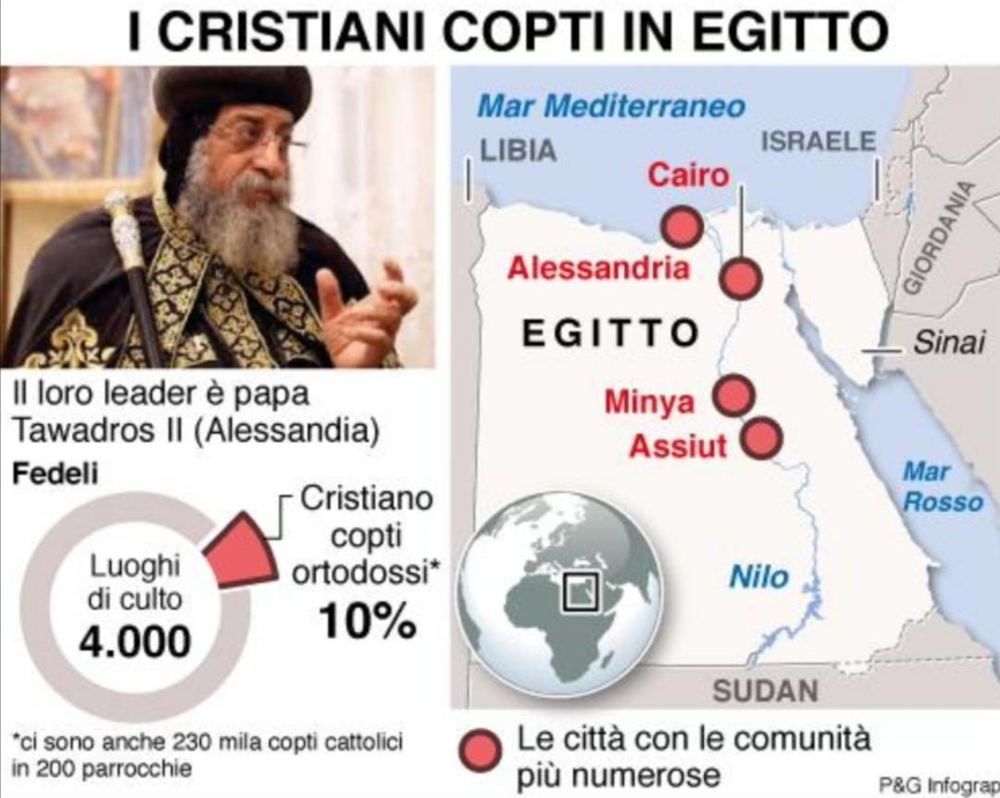 I CRISTIANI COPTI IN EGITTO
Il loro leader è papa
Tawadros II (Alessandia)
Fedeli
Cristiano
copti
ortodossi*
10%
Luoghi
di culto
4.000
*ci sono anche 230 mila copti cattolici
in 200 parrocchie
Mar Mediterraneo
LIBIA
ISRAELE
Cairo
GIORDANIA
Alessandria
EGITTO
Sinai
Minya
Assiut
Mar
Rosso
Nilo
SUDAN
Le città con le comunità
più numerose
P&G Infograp